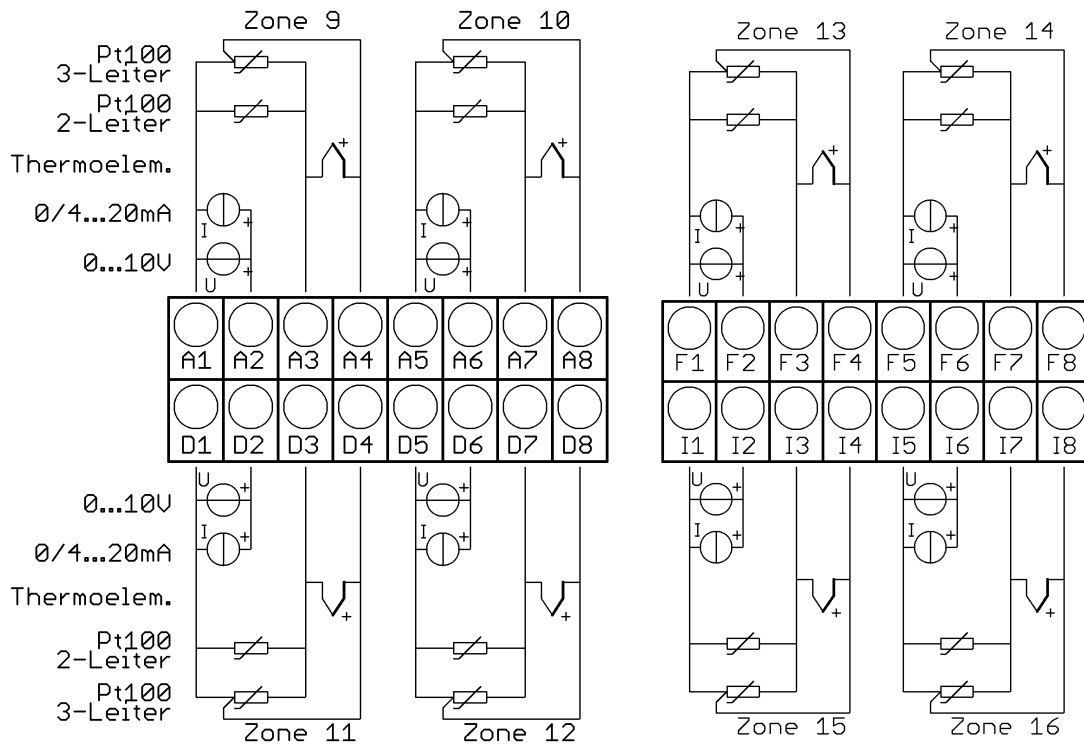 Zone 9 Zone 10 Zone 13 Zone 14
Pt100
3-Leiter
Pt100
2-Leiter
Thermoelem. + + + +
0/4...20mA + + + +
I I I I
0...10V + + + +
U U U U
A1 A2 A3 A4 A5 A6 A7 A8 F1 F2 F3 F4 F5 F6 F7 F8
D1 D2 D3 D4 D5 D6 D7 D8 I1 I2 I3 I4 I5 I6 I7 I8
U U U U
0...10V + + + +
I I I I
0/4...20mA + + + +
Thermoelem. + + + +
Pt100
2-Leiter
Pt100
3-Leiter
Zone 11 Zone 12 Zone 15 Zone 16